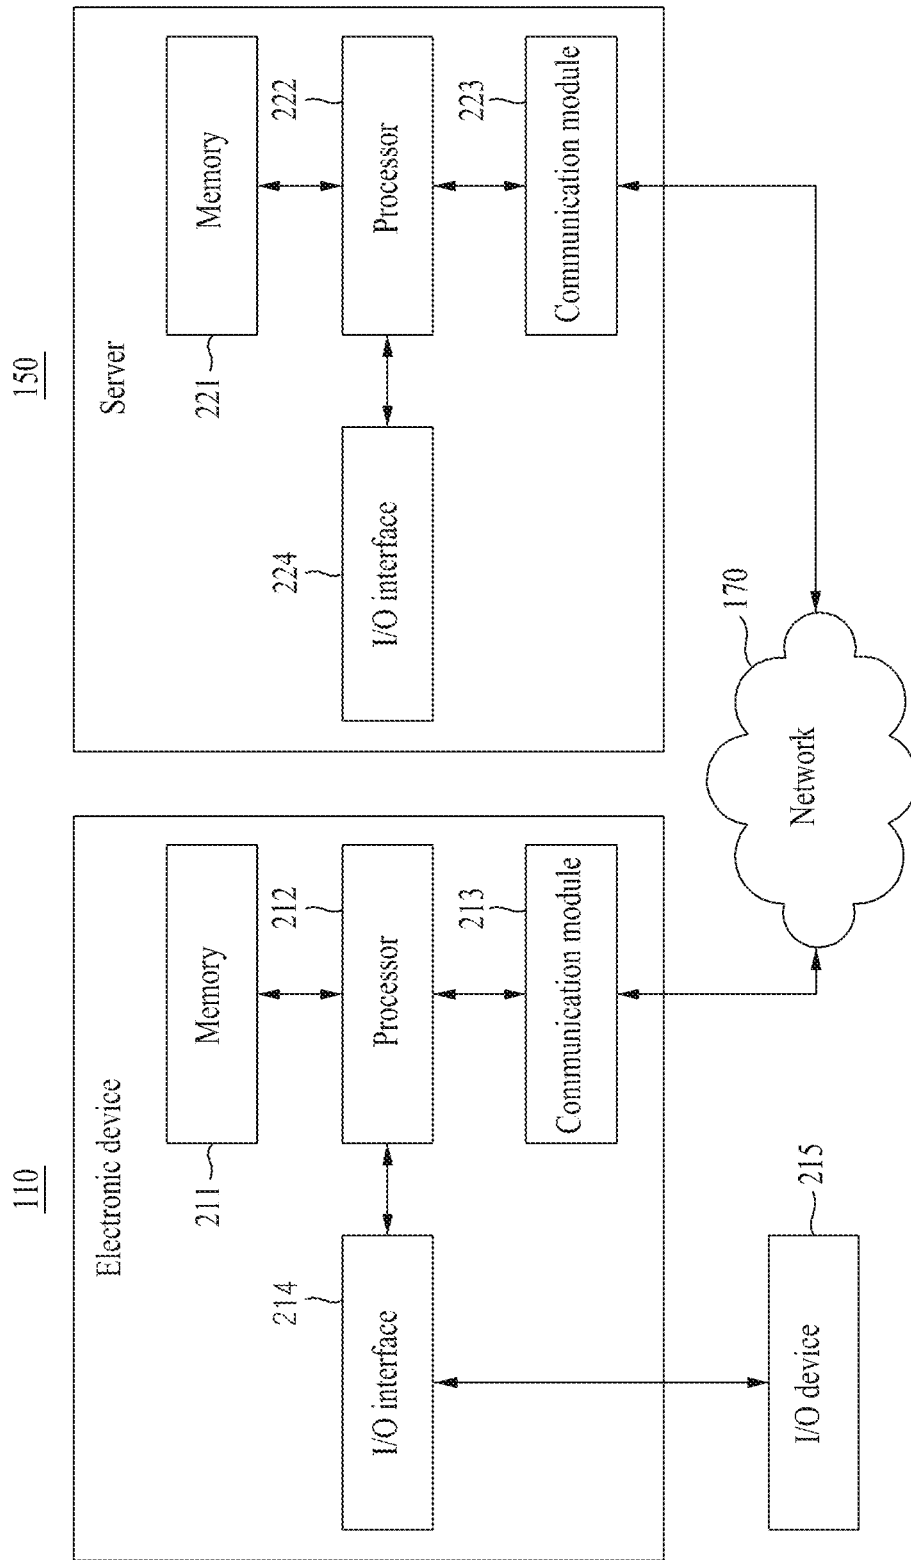 110
Electronic device
Memory
211
Processor
212
Communication module
213
I/O interface
214
I/O device
215
150
Server
Memory
221
Processor
222
Communication module
223
I/O interface
224
Network
170